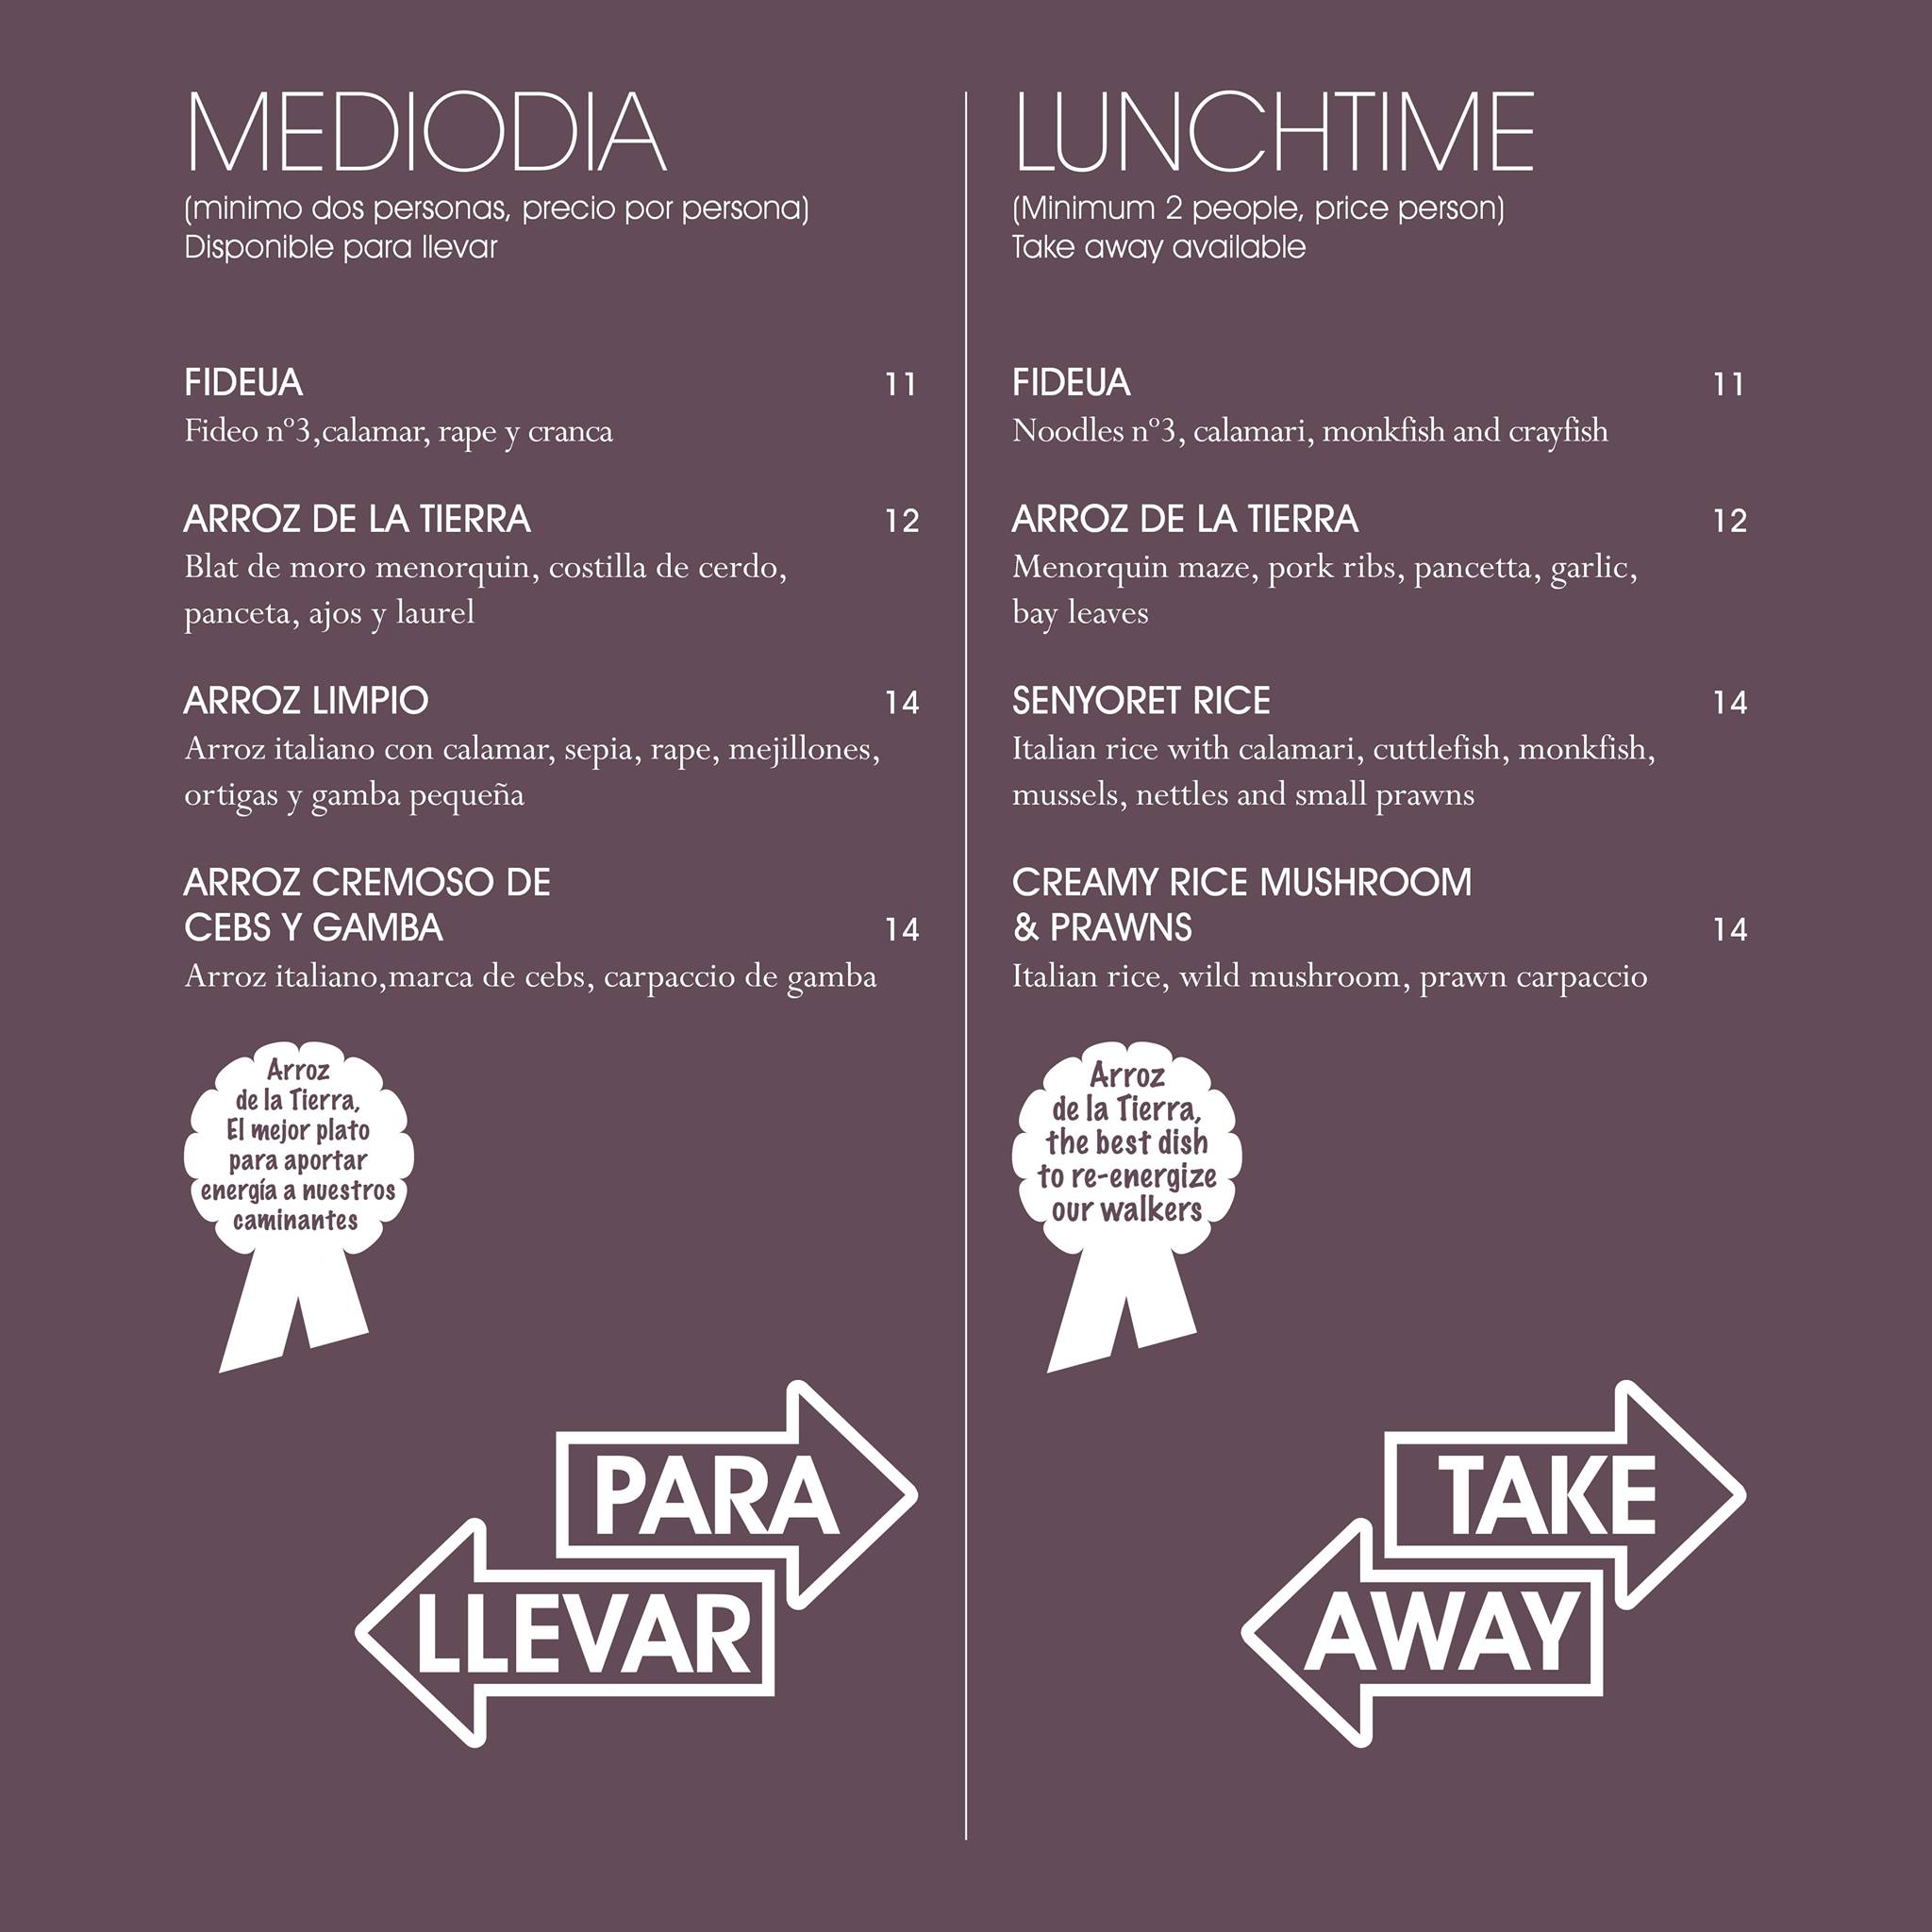 MEDIODIA
(minimo dos personas, precio por persona)
Disponible para llevar
FIDEUA 11
Fideo nº3,calamar, rape y cranca
ARROZ DE LA TIERRA 12
Blat de moro menorquin, costilla de cerdo,
panceta, ajos y laurel
ARROZ LIMPIO 14
Arroz italiano con calamar, sepia, rape, mejillones,
ortigas y gamba pequeña
ARROZ CREMOSO DE
CEBS Y GAMBA 14
Arroz italiano,marca de cebs, carpaccio de gamba
Arroz
de la Tierra,
El mejor plato
para aportar
energía a nuestros
caminantes
PARA
LLEVAR
LUNCHTIME
(Minimum 2 people, price person)
Take away available
FIDEUA 11
Noodles nº3, calamari, monkfish and crayfish
ARROZ DE LA TIERRA 12
Menorquin maze, pork ribs, pancetta, garlic,
bay leaves
SENYORET RICE 14
Italian rice with calamari, cuttlefish, monkfish,
mussels, nettles and small prawns
CREAMY RICE MUSHROOM
& PRAWNS 14
Italian rice, wild mushroom, prawn carpaccio
Arroz
de la Tierra,
the best dish
to re-energize
our walkers
TAKE
AWAY